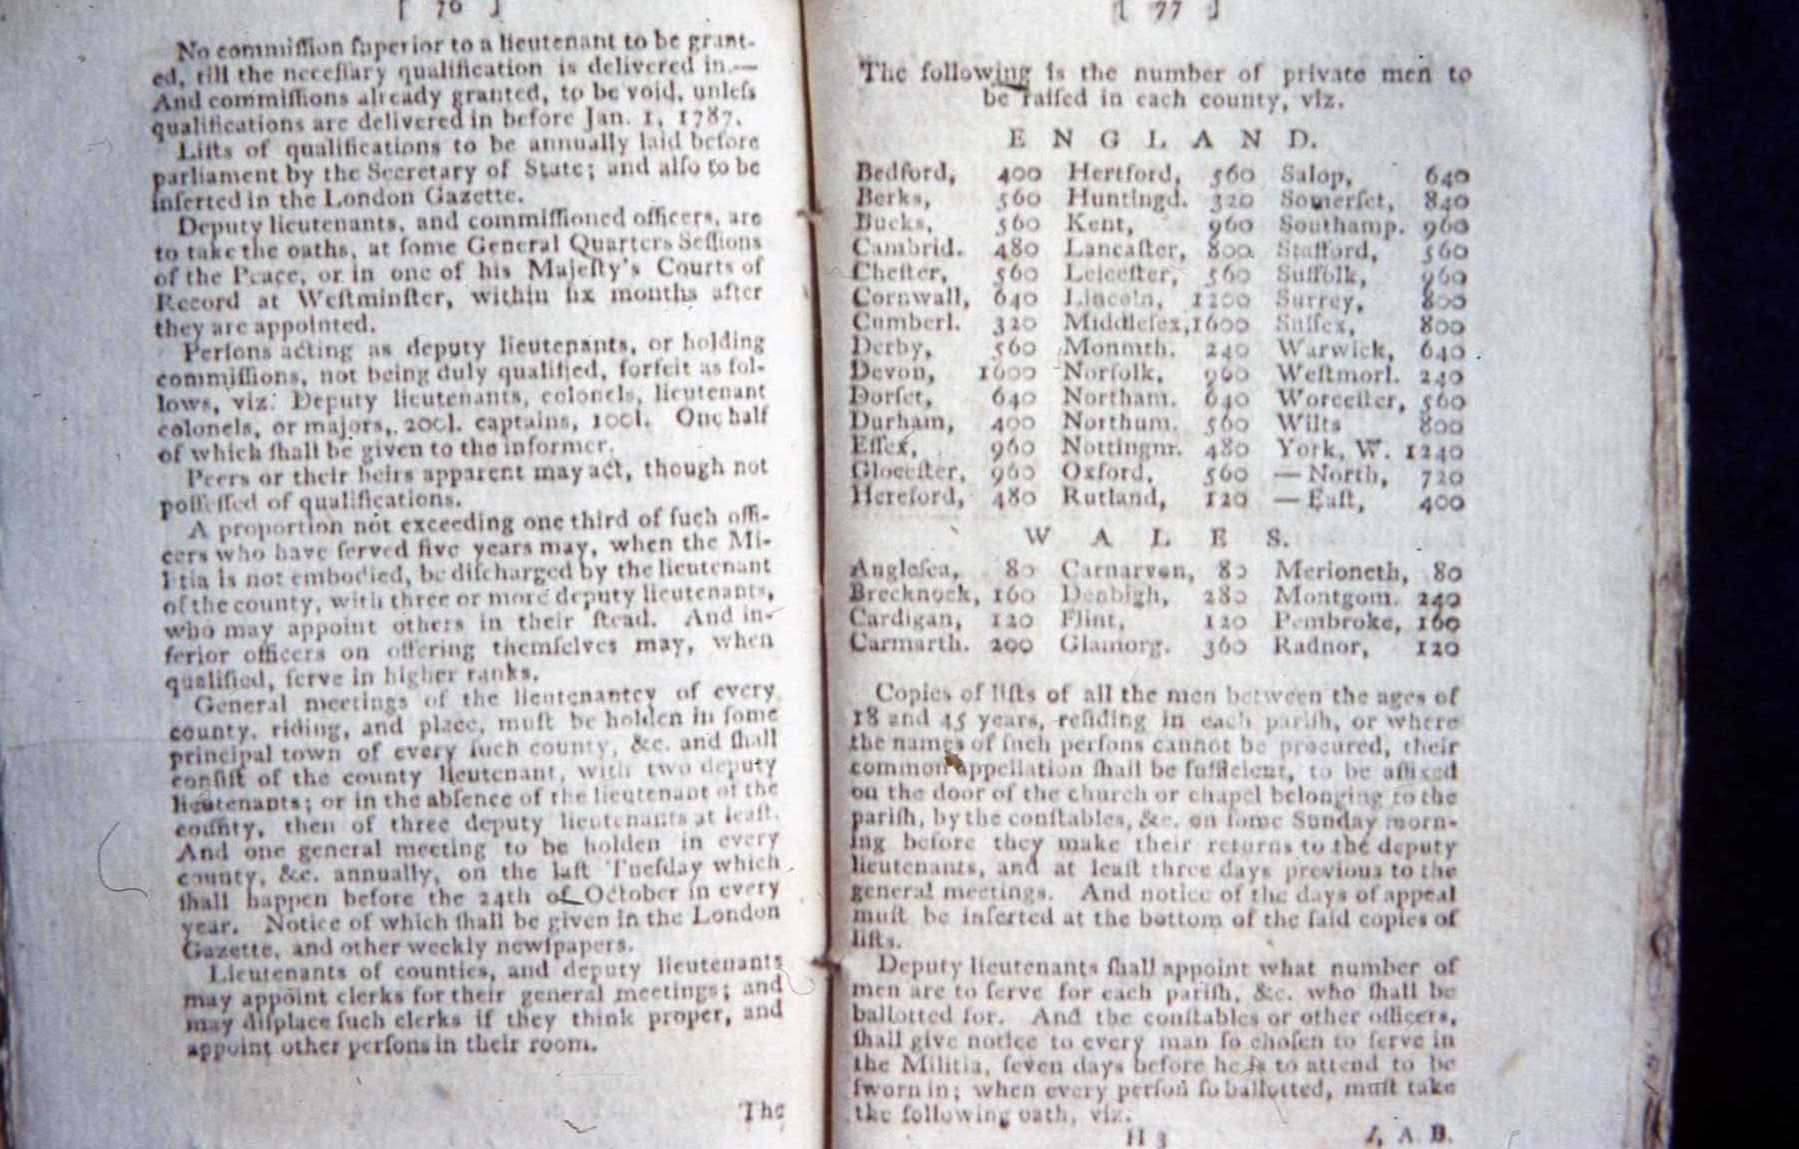 [ 76 ]
No commiſſion ſuperior to a lieutenant to be grant-
ed, till the neceſſary qualification is delivered in.—
And commiſſions already granted, to be void, unleſs
qualifications are delivered in before Jan. 1, 1787.
Liſts of qualifications to be annually laid before
parliament by the Secretary of State; and alſo to be
inſerted in the London Gazette.
Deputy lieutenants, and commiſſioned officers, are
to take the oaths, at ſome General Quarters Seſſions
of the Peace, or in one of his Majeſty's Courts of
Record at Weſtminſter, within ſix months after
they are appointed.
Perſons acting as deputy lieutenants, or holding
commiſſions, not being duly qualified, forfeit as fol-
lows, viz. Deputy lieutenants, colonels, lieutenant
colonels, or majors, 200l. captains, 100l. One half
of which ſhall be given to the informer.
Peers or their heirs apparent may act, though not
poſſeſſed of qualifications.
A proportion not exceeding one third of ſuch offi-
cers who have ſerved five years may, when the Mi-
litia is not embodied, be diſcharged by the lieutenant
of the county, with three or more deputy lieutenants,
who may appoint others in their ſtead. And in-
ferior officers on offering themſelves may, when
qualified, ſerve in higher ranks.
General meetings of the lieutenantcy of every
county, riding, and place, muſt be holden in ſome
principal town of every ſuch county, &c. and ſhall
conſiſt of the county lieutenant, with two deputy
lieutenants; or in the abſence of the lieutenant of the
county, then of three deputy lieutenants at leaſt.
And one general meeting to be holden in every
county, &c. annually, on the laſt Tueſday which
ſhall happen before the 24th of October in every
year. Notice of which ſhall be given in the London
Gazette, and other weekly newſpapers.
Lieutenants of counties, and deputy lieutenants
may appoint clerks for their general meetings; and
may diſplace ſuch clerks if they think proper, and
appoint other perſons in their room.
The
[ 77 ]
The following is the number of private men to
be raiſed in each county, viz.
ENGLAND.
Bedford, 400 Hertford, 560 Salop, 640
Berks, 560 Huntingd. 320 Somerſet, 840
Bucks, 560 Kent, 960 Southamp. 960
Cambrid. 480 Lancaſter, 800 Stafford, 560
Cheſter, 560 Leiceſter, 560 Suffolk, 960
Cornwall, 640 Lincoln, 1200 Surrey, 800
Cumberl. 320 Middleſex, 1600 Suſſex, 800
Derby, 560 Monmth. 240 Warwick, 640
Devon, 1600 Norfolk, 960 Weſtmorl. 240
Dorſet, 640 Northam. 640 Worceſter, 560
Durham, 400 Northum. 560 Wilts 800
Eſſex, 960 Nottingnr. 480 York, W. 1240
Gloceſter, 960 Oxford, 560 — North, 720
Hereford, 480 Rutland, 120 — Eaſt, 400
WALES.
Angleſea, 80 Carnarvon, 80 Merioneth, 80
Brecknock, 160 Denbigh, 280 Montgom. 240
Cardigan, 120 Flint, 120 Pembroke, 160
Carmarth. 200 Glamorg. 360 Radnor, 120
Copies of liſts of all the men between the ages of
18 and 45 years, reſiding in each pariſh, or where
the names of ſuch perſons cannot be procured, their
common appellation ſhall be ſufficient, to be affixed
on the door of the church or chapel belonging to the
pariſh, by the conſtables, &c. on ſome Sunday morn-
ing before they make their returns to the deputy
lieutenants, and at leaſt three days previous to the
general meetings. And notice of the days of appeal
muſt be inſerted at the bottom of the ſaid copies of
liſts.
Deputy lieutenants ſhall appoint what number of
men are to ſerve for each pariſh, &c. who ſhall be
ballotted for. And the conſtables or other officers,
ſhall give notice to every man ſo choſen to ſerve in
the Militia, ſeven days before he is to attend to be
ſworn in; when every perſon ſo ballotted, muſt take
the following oath, viz.
H 3 I, A. B.